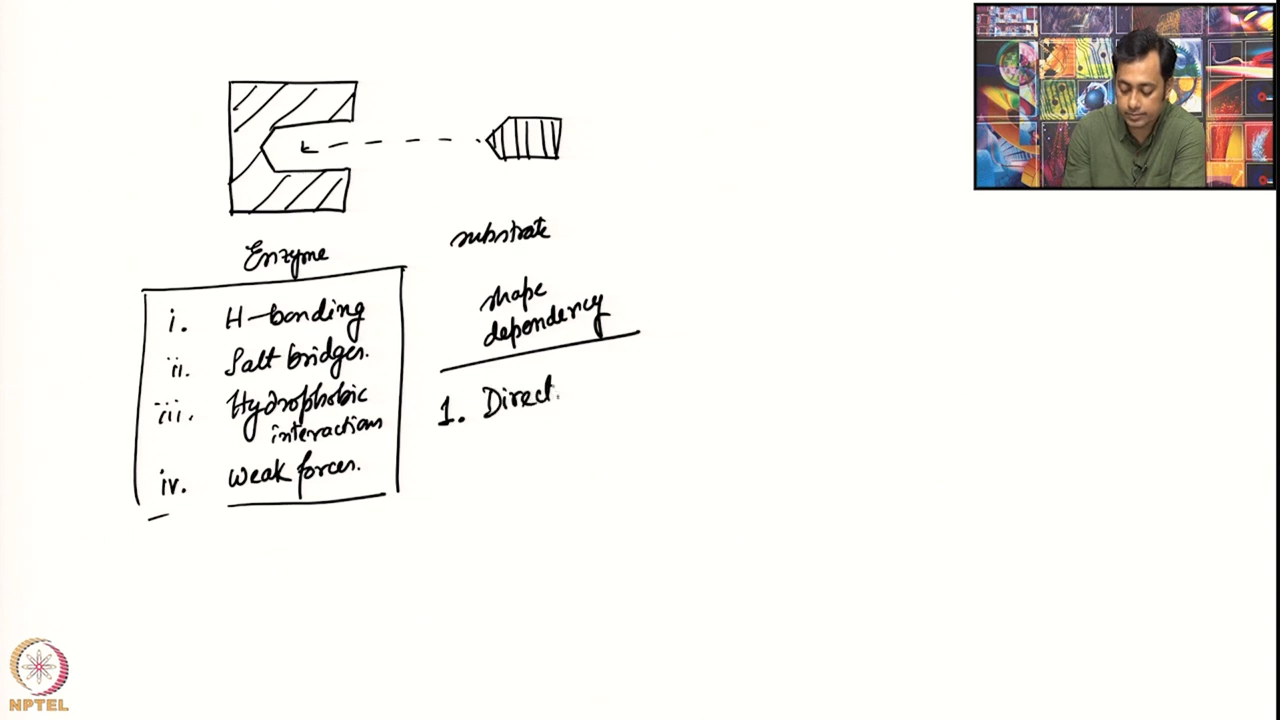 Enzyme
substrate
i. H-bonding
ii. Salt bridges.
iii. Hydrophobic
interactions
iv. weak forces.
shape
dependency
1. Direct
NPTEL